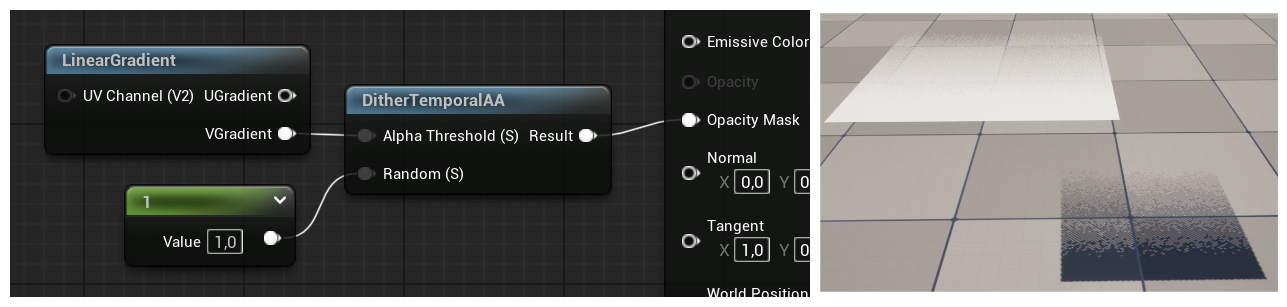 LinearGradient
UV Channel (V2) UGradient
VGradient
DitherTemporalAA
Alpha Threshold (S) Result
Random (S)
1
Value 1,0
Emissive Color
Opacity
Opacity Mask
Normal
X 0,0 Y 0
Tangent
X 1,0 Y 0
World Position